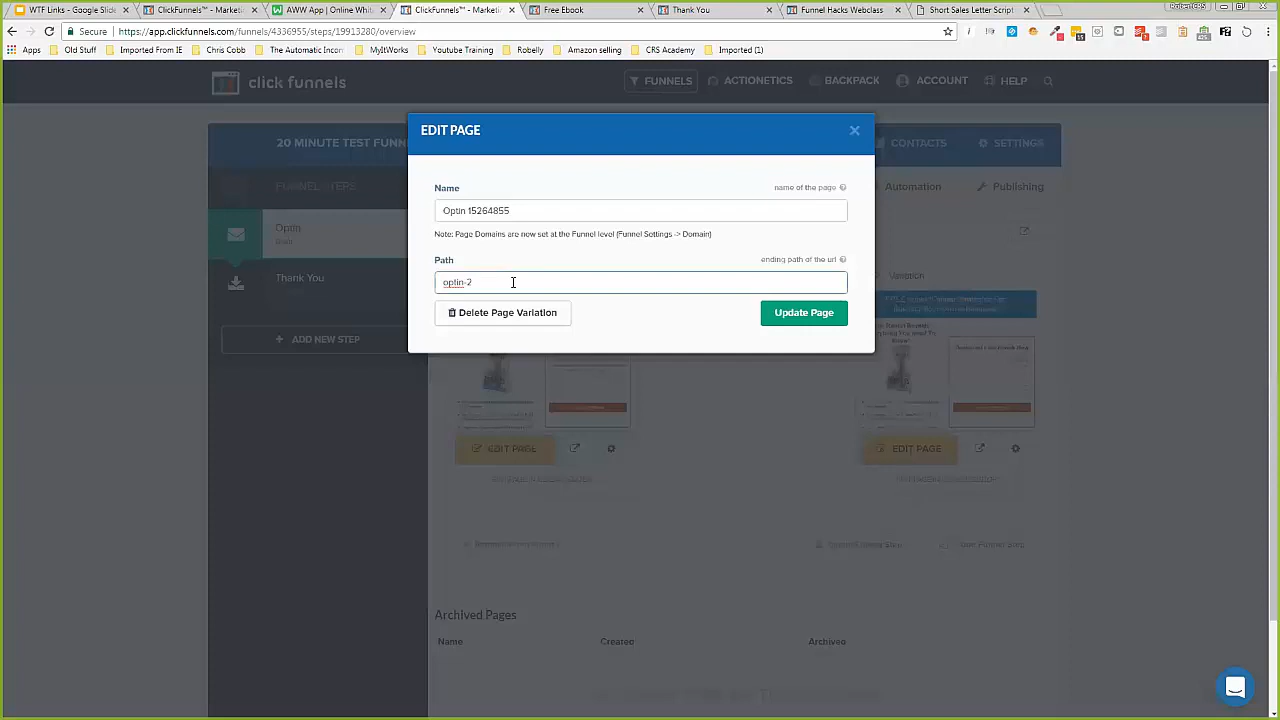 WTF Links - Google Slide
ClickFunnels™ - Marketi
AWW App | Online Whit
ClickFunnels™ - Marketi
Free Ebook
Thank You
Funnel Hacks Webclass
Short Sales Letter Script
Secure
https://app.clickfunnels.com/funnels/4336955/steps/19913280/overview
Apps
Old Stuff
Imported From IE
Chris Cobb
The Automatic Incom
MyItWorks
Youtube Training
Robelly
Amazon selling
CRS Academy
Imported (1)
click funnels
FUNNELS
ACTIONETICS
BACKPACK
ACCOUNT
HELP
20 MINUTE TEST FUNN
CONTACTS
SETTINGS
EDIT PAGE
FUNNEL STEPS
Automation
Publishing
Name
name of the page
Optin
Optin 15264855
Note: Page Domains are now set at the Funnel level (Funnel Settings -> Domain)
Path
ending path of the url
Thank You
optin-2
Variation
Delete Page Variation
Update Page
ADD NEW STEP
EDIT PAGE
EDIT PAGE
Archived Pages
Name
Created
Archived